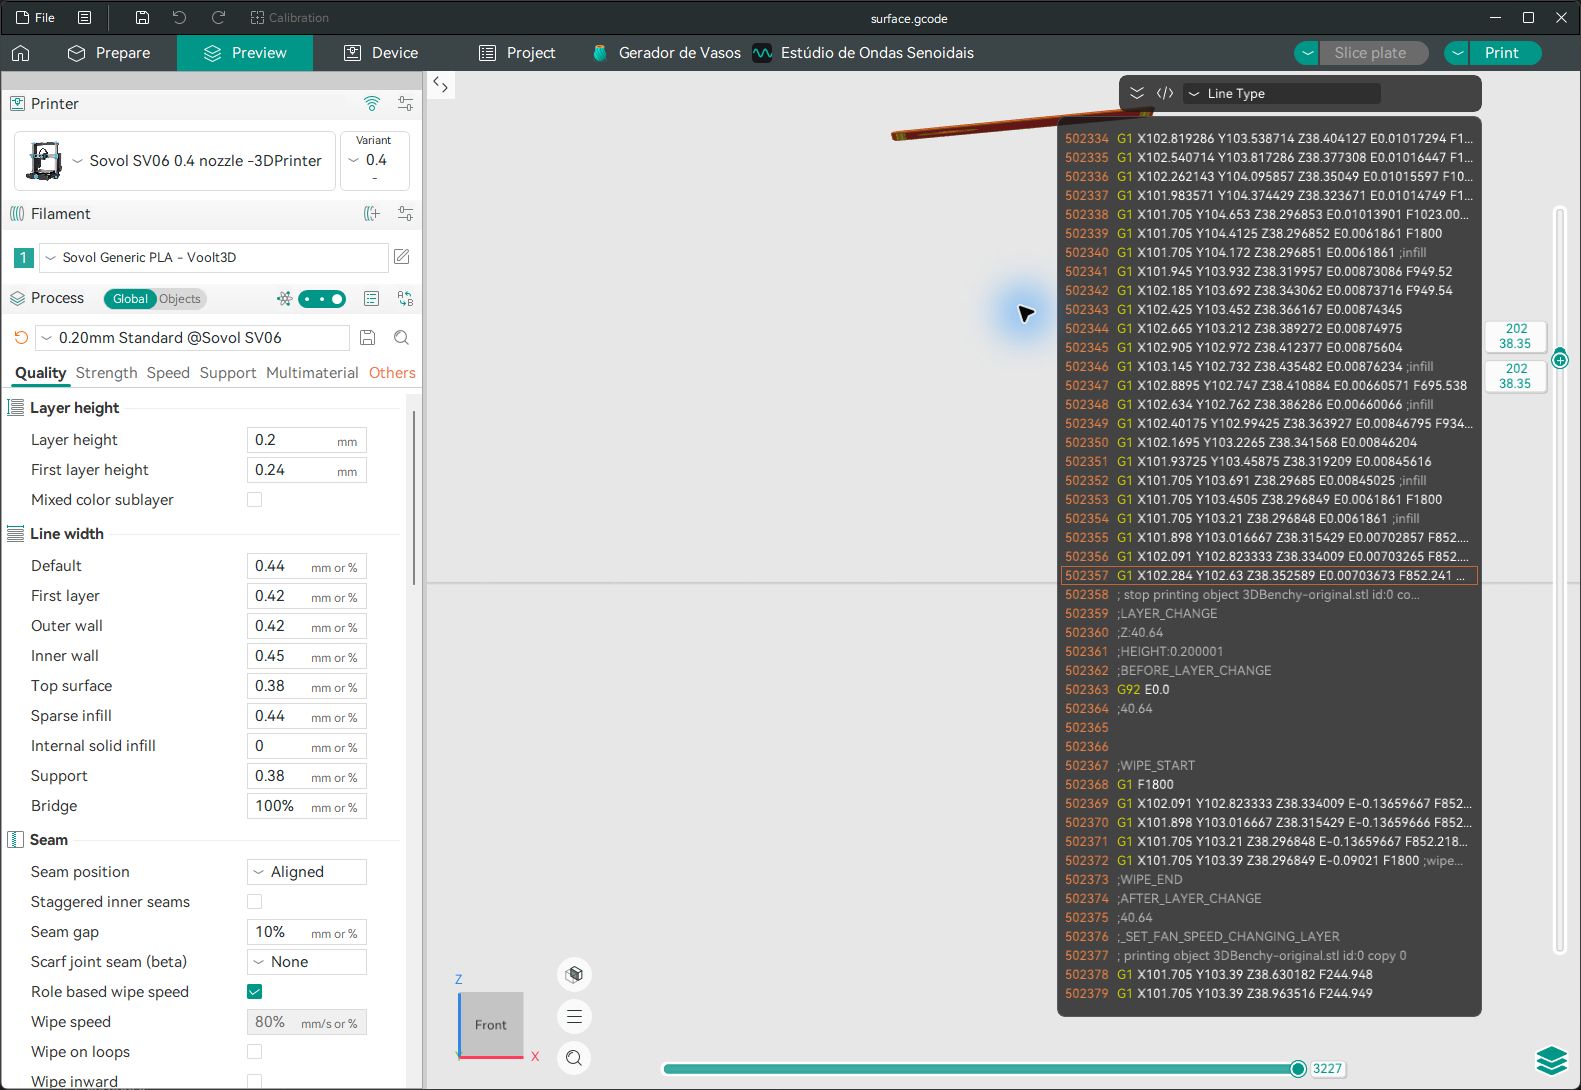 File
Calibration
surface.gcode
Prepare
Preview
Device
Project
Gerador de Vasos
Estúdio de Ondas Senoidais
Slice plate
Print
Printer
Sovol SV06 0.4 nozzle -3DPrinter
Variant
0.4
-
Filament
1
Sovol Generic PLA - Voolt3D
Process
Global
Objects
0.20mm Standard @Sovol SV06
Quality
Strength
Speed
Support
Multimaterial
Others
Layer height
Layer height 0.2 mm
First layer height 0.24 mm
Mixed color sublayer
Line width
Default 0.44 mm or %
First layer 0.42 mm or %
Outer wall 0.42 mm or %
Inner wall 0.45 mm or %
Top surface 0.38 mm or %
Sparse infill 0.44 mm or %
Internal solid infill 0 mm or %
Support 0.38 mm or %
Bridge 100% mm or %
Seam
Seam position Aligned
Staggered inner seams
Seam gap 10% mm or %
Scarf joint seam (beta) None
Role based wipe speed
Wipe speed 80% mm/s or %
Wipe on loops
Wipe inward
Line Type
502334 G1 X102.819286 Y103.538714 Z38.404127 E0.01017294 F1...
502335 G1 X102.540714 Y103.817286 Z38.377308 E0.01016447 F1...
502336 G1 X102.262143 Y104.095857 Z38.35049 E0.01015597 F10...
502337 G1 X101.983571 Y104.374429 Z38.323671 E0.01014749 F1...
502338 G1 X101.705 Y104.653 Z38.296853 E0.01013901 F1023.00...
502339 G1 X101.705 Y104.4125 Z38.296852 E0.0061861 F1800
502340 G1 X101.705 Y104.172 Z38.296851 E0.0061861 ;infill
502341 G1 X101.945 Y103.932 Z38.319957 E0.00873086 F949.52
502342 G1 X102.185 Y103.692 Z38.343062 E0.00873716 F949.54
502343 G1 X102.425 Y103.452 Z38.366167 E0.00874345
502344 G1 X102.665 Y103.212 Z38.389272 E0.00874975
502345 G1 X102.905 Y102.972 Z38.412377 E0.00875604
502346 G1 X103.145 Y102.732 Z38.435482 E0.00876234 ;infill
502347 G1 X102.8895 Y102.747 Z38.410884 E0.00660571 F695.538
502348 G1 X102.634 Y102.762 Z38.386286 E0.00660066 ;infill
502349 G1 X102.40175 Y102.99425 Z38.363927 E0.00846795 F934...
502350 G1 X102.1695 Y103.2265 Z38.341568 E0.00846204
502351 G1 X101.93725 Y103.45875 Z38.319209 E0.00845616
502352 G1 X101.705 Y103.691 Z38.29685 E0.00845025 ;infill
502353 G1 X101.705 Y103.4505 Z38.296849 E0.0061861 F1800
502354 G1 X101.705 Y103.21 Z38.296848 E0.0061861 ;infill
502355 G1 X101.898 Y103.016667 Z38.315429 E0.00702857 F852....
502356 G1 X102.091 Y102.823333 Z38.334009 E0.00703265 F852....
502357 G1 X102.284 Y102.63 Z38.352589 E0.00703673 F852.241 ...
502358 ; stop printing object 3DBenchy-original.stl id:0 co...
502359 ;LAYER_CHANGE
502360 ;Z:40.64
502361 ;HEIGHT:0.200001
502362 ;BEFORE_LAYER_CHANGE
502363 G92 E0.0
502364 ;40.64
502365
502366
502367 ;WIPE_START
502368 G1 F1800
502369 G1 X102.091 Y102.823333 Z38.334009 E-0.13659667 F852...
502370 G1 X101.898 Y103.016667 Z38.315429 E-0.13659666 F852...
502371 G1 X101.705 Y103.21 Z38.296848 E-0.13659667 F852.218...
502372 G1 X101.705 Y103.39 Z38.296849 E-0.09021 F1800 ;wipe...
502373 ;WIPE_END
502374 ;AFTER_LAYER_CHANGE
502375 ;40.64
502376 ;_SET_FAN_SPEED_CHANGING_LAYER
502377 ; printing object 3DBenchy-original.stl id:0 copy 0
502378 G1 X101.705 Y103.39 Z38.630182 F244.948
502379 G1 X101.705 Y103.39 Z38.963516 F244.949
202
38.35
202
38.35
Z
Front
Y
X
3227